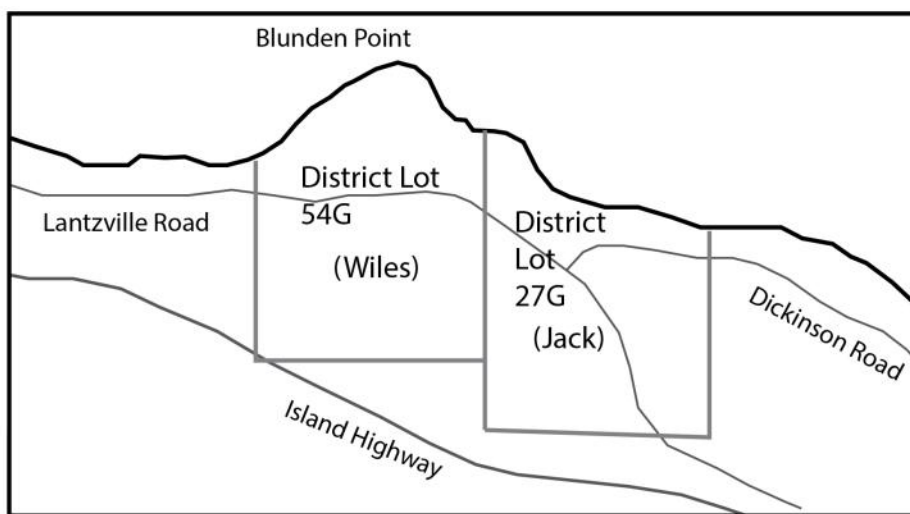 Blunden Point
District Lot
54G
(Wiles)
Lantzville Road
District
Lot
27G
(Jack)
Dickinson Road
Island Highway